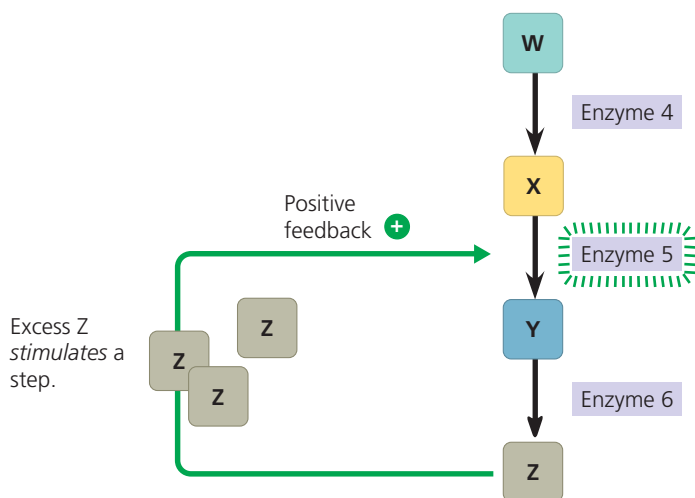 W
Enzyme 4
X
Positive
feedback +
Enzyme 5
Excess Z
stimulates a
step.
Z
Z
Z
Y
Enzyme 6
Z